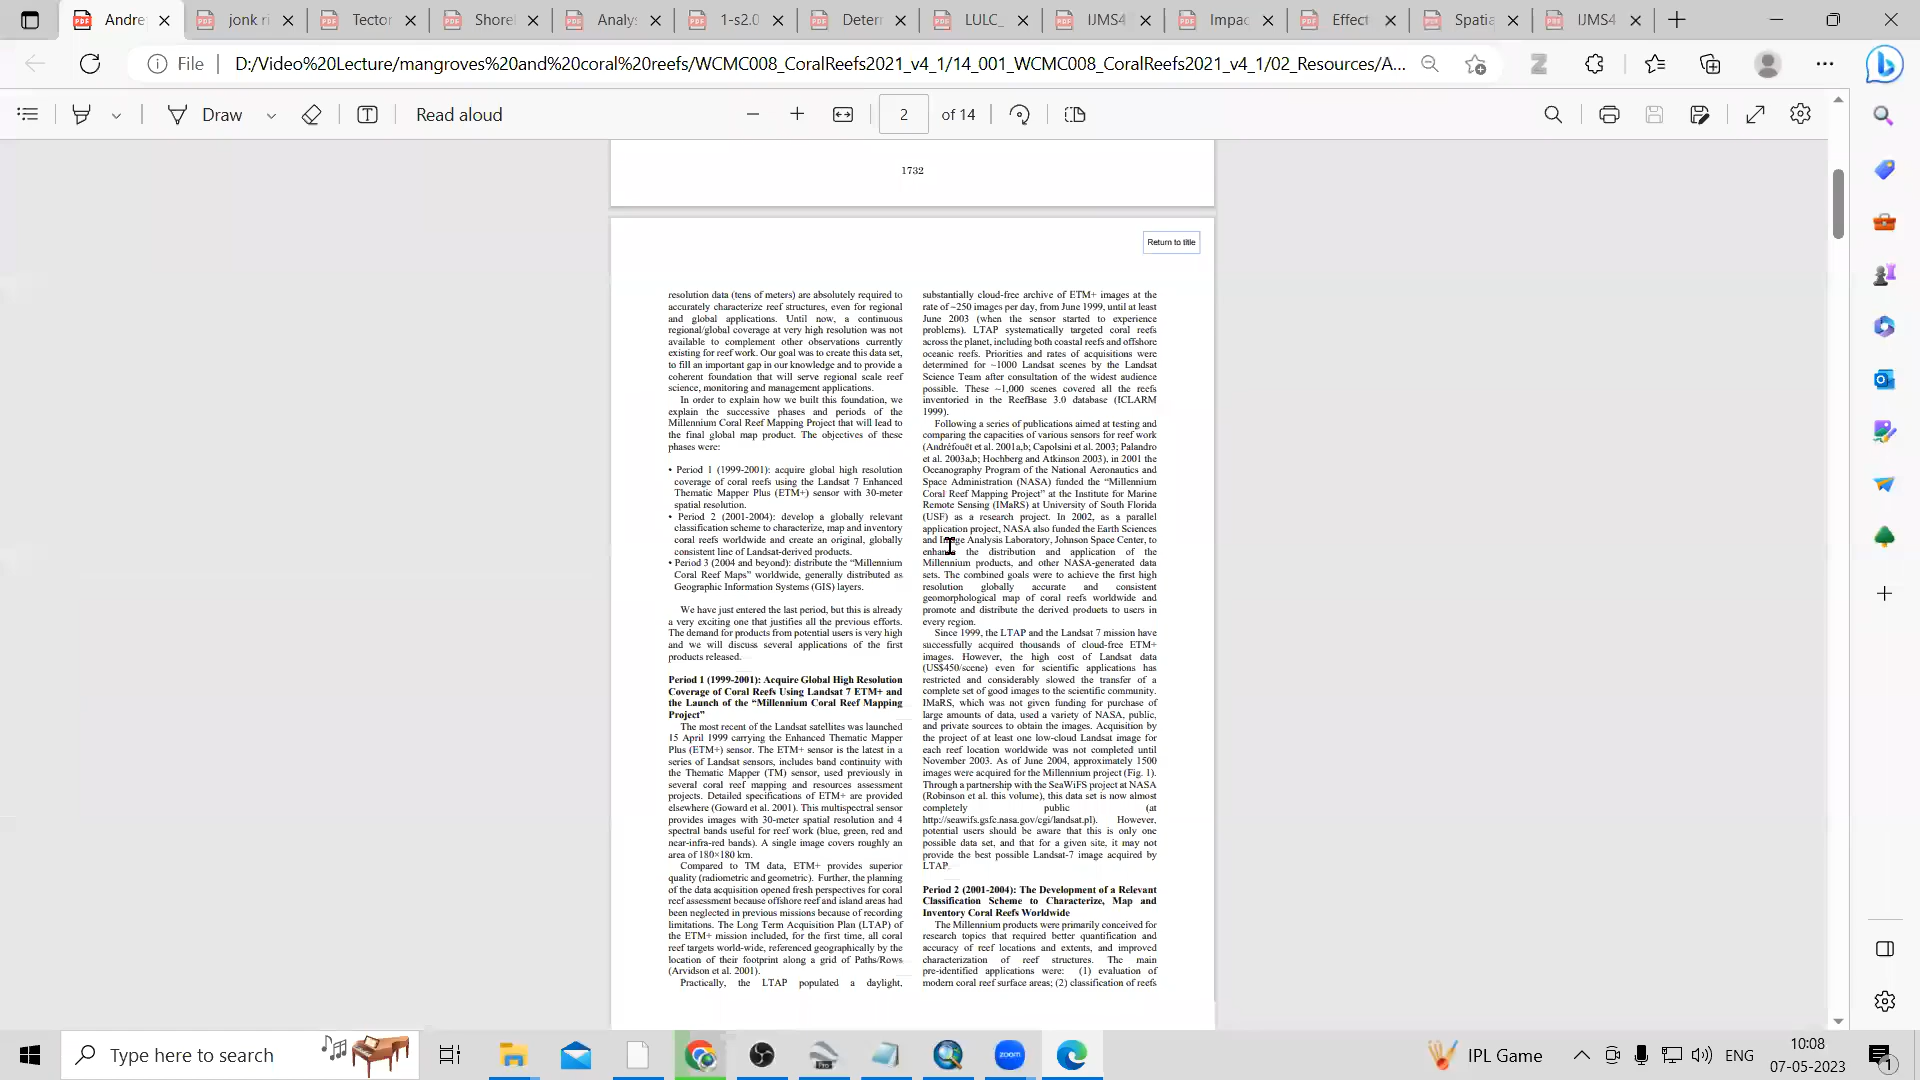 Andre
jonk ri
Tector
Shorel
Analys
1-s2.0
Deterr
LULC_
IJMS4
Impac
Effect
Spatia
IJMS4
File
D:/Video%20Lecture/mangroves%20and%20coral%20reefs/WCMC008_CoralReefs2021_v4_1/14_001_WCMC008_CoralReefs2021_v4_1/02_Resources/A...
Draw
Read aloud
2 of 14
1732
Return to title
resolution data (tens of meters) are absolutely required to
accurately characterize reef structures, even for regional
and global applications. Until now, a continuous
regional/global coverage at very high resolution was not
available to complement other observations currently
existing for reef work. Our goal was to create this data set,
to fill an important gap in our knowledge and to provide a
coherent foundation that will serve regional scale reef
science, monitoring and management applications.
In order to explain how we built this foundation, we
explain the successive phases and periods of the
Millennium Coral Reef Mapping Project that will lead to
the final global map product. The objectives of these
phases were:
• Period 1 (1999-2001): acquire global high resolution
coverage of coral reefs using the Landsat 7 Enhanced
Thematic Mapper Plus (ETM+) sensor with 30-meter
spatial resolution.
• Period 2 (2001-2004): develop a globally relevant
classification scheme to characterize, map and inventory
coral reefs worldwide and create an original, globally
consistent line of Landsat-derived products.
• Period 3 (2004 and beyond): distribute the “Millennium
Coral Reef Maps” worldwide, generally distributed as
Geographic Information Systems (GIS) layers.
We have just entered the last period, but this is already
a very exciting one that justifies all the previous efforts.
The demand for products from potential users is very high
and we will discuss several applications of the first
products released.
Period 1 (1999-2001): Acquire Global High Resolution
Coverage of Coral Reefs Using Landsat 7 ETM+ and
the Launch of the “Millennium Coral Reef Mapping
Project”
The most recent of the Landsat satellites was launched
15 April 1999 carrying the Enhanced Thematic Mapper
Plus (ETM+) sensor. The ETM+ sensor is the latest in a
series of Landsat sensors, includes band continuity with
the Thematic Mapper (TM) sensor, used previously in
several coral reef mapping and resources assessment
projects. Detailed specifications of ETM+ are provided
elsewhere (Goward et al. 2001). This multispectral sensor
provides images with 30-meter spatial resolution and 4
spectral bands useful for reef work (blue, green, red and
near-infra-red bands). A single image covers roughly an
area of 180×180 km.
Compared to TM data, ETM+ provides superior
quality (radiometric and geometric). Further, the planning
of the data acquisition opened fresh perspectives for coral
reef assessment because offshore reef and island areas had
been neglected in previous missions because of recording
limitations. The Long Term Acquisition Plan (LTAP) of
the ETM+ mission included, for the first time, all coral
reef targets world-wide, referenced geographically by the
location of their footprint along a grid of Paths/Rows
(Arvidson et al. 2001).
Practically, the LTAP populated a daylight,
substantially cloud-free archive of ETM+ images at the
rate of ~250 images per day, from June 1999, until at least
June 2003 (when the sensor started to experience
problems). LTAP systematically targeted coral reefs
across the planet, including both coastal reefs and offshore
oceanic reefs. Priorities and rates of acquisitions were
determined for ~1000 Landsat scenes by the Landsat
Science Team after consultation of the widest audience
possible. These ~1,000 scenes covered all the reefs
inventoried in the ReefBase 3.0 database (ICLARM
1999).
Following a series of publications aimed at testing and
comparing the capacities of various sensors for reef work
(Andréfouët et al. 2001a,b; Capolsini et al. 2003; Palandro
et al. 2003a,b; Hochberg and Atkinson 2003), in 2001 the
Oceanography Program of the National Aeronautics and
Space Administration (NASA) funded the “Millennium
Coral Reef Mapping Project” at the Institute for Marine
Remote Sensing (IMaRS) at University of South Florida
(USF) as a research project. In 2002, as a parallel
application project, NASA also funded the Earth Sciences
and Image Analysis Laboratory, Johnson Space Center, to
enhance the distribution and application of the
Millennium products, and other NASA-generated data
sets. The combined goals were to achieve the first high
resolution globally accurate and consistent
geomorphological map of coral reefs worldwide and
promote and distribute the derived products to users in
every region.
Since 1999, the LTAP and the Landsat 7 mission have
successfully acquired thousands of cloud-free ETM+
images. However, the high cost of Landsat data
(US$450/scene) even for scientific applications has
restricted and considerably slowed the transfer of a
complete set of good images to the scientific community.
IMaRS, which was not given funding for purchase of
large amounts of data, used a variety of NASA, public,
and private sources to obtain the images. Acquisition by
the project of at least one low-cloud Landsat image for
each reef location worldwide was not completed until
November 2003. As of June 2004, approximately 1500
images were acquired for the Millennium project (Fig. 1).
Through a partnership with the SeaWiFS project at NASA
(Robinson et al. this volume), this data set is now almost
completely public (at
http://seawifs.gsfc.nasa.gov/cgi/landsat.pl). However,
potential users should be aware that this is only one
possible data set, and that for a given site, it may not
provide the best possible Landsat-7 image acquired by
LTAP.
Period 2 (2001-2004): The Development of a Relevant
Classification Scheme to Characterize, Map and
Inventory Coral Reefs Worldwide
The Millennium products were primarily conceived for
research topics that required better quantification and
accuracy of reef locations and extents, and improved
characterization of reef structures. The main
pre-identified applications were: (1) evaluation of
modern coral reef surface areas; (2) classification of reefs
Type here to search
zoom
IPL Game
ENG
10:08
07-05-2023
1